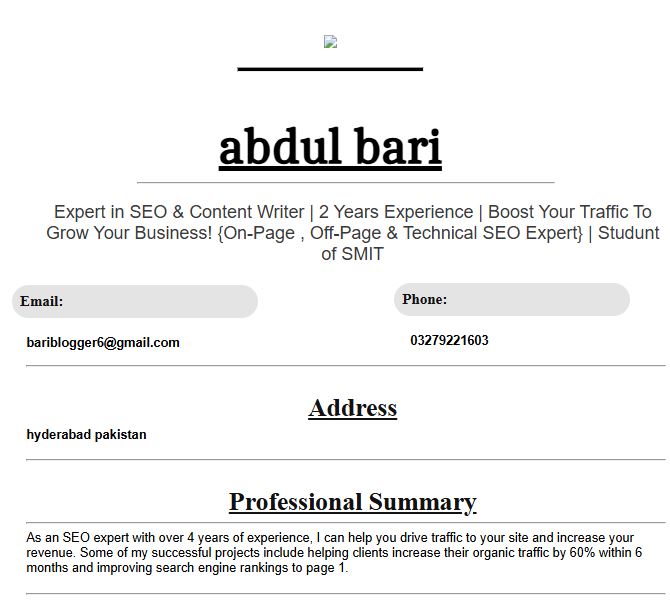 abdul bari
Expert in SEO & Content Writer | 2 Years Experience | Boost Your Traffic To
Grow Your Business! {On-Page , Off-Page & Technical SEO Expert} | Studunt
of SMIT
Email:
Phone:
bariblogger6@gmail.com
03279221603
Address
hyderabad pakistan
Professional Summary
As an SEO expert with over 4 years of experience, I can help you drive traffic to your site and increase your
revenue. Some of my successful projects include helping clients increase their organic traffic by 60% within 6
months and improving search engine rankings to page 1.